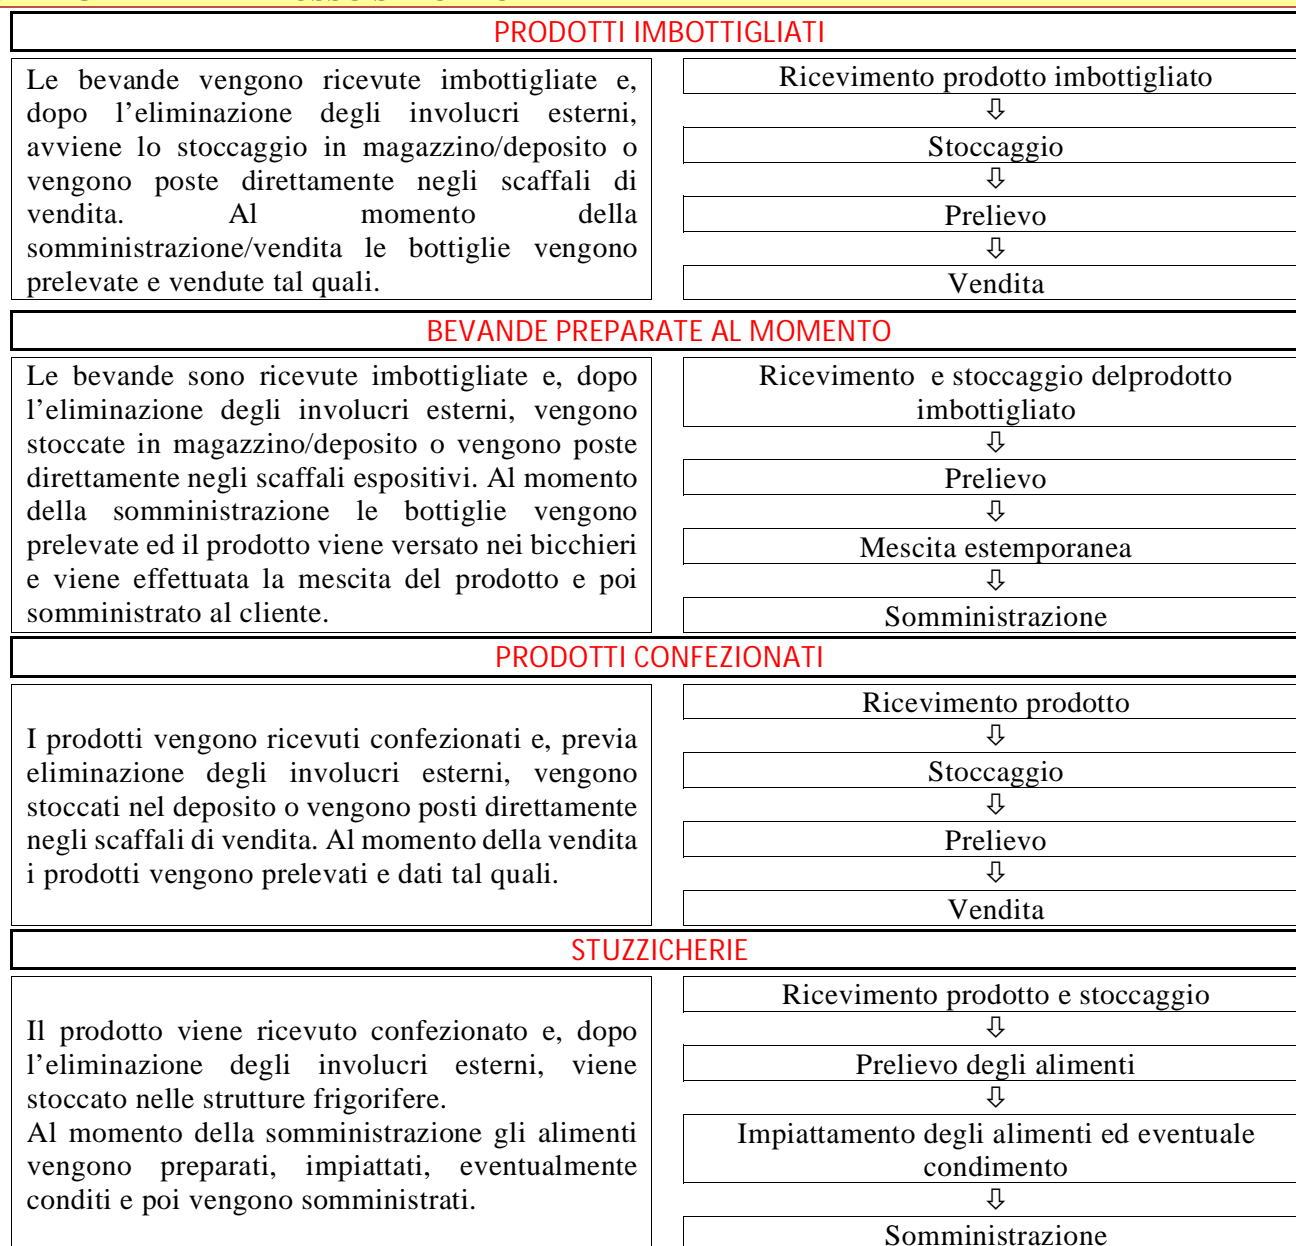 PRODOTTI IMBOTTIGLIATI
Le bevande vengono ricevute imbottigliate e,
dopo l’eliminazione degli involucri esterni,
avviene lo stoccaggio in magazzino/deposito o
vengono poste direttamente negli scaffali di
vendita. Al momento della
somministrazione/vendita le bottiglie vengono
prelevate e vendute tal quali.
Ricevimento prodotto imbottigliato
⇩
Stoccaggio
⇩
Prelievo
⇩
Vendita
BEVANDE PREPARATE AL MOMENTO
Le bevande sono ricevute imbottigliate e, dopo
l’eliminazione degli involucri esterni, vengono
stoccate in magazzino/deposito o vengono poste
direttamente negli scaffali espositivi. Al momento
della somministrazione le bottiglie vengono
prelevate ed il prodotto viene versato nei bicchieri
e viene effettuata la mescita del prodotto e poi
somministrato al cliente.
Ricevimento e stoccaggio delprodotto
imbottigliato
⇩
Prelievo
⇩
Mescita estemporanea
⇩
Somministrazione
PRODOTTI CONFEZIONATI
I prodotti vengono ricevuti confezionati e, previa
eliminazione degli involucri esterni, vengono
stoccati nel deposito o vengono posti direttamente
negli scaffali di vendita. Al momento della vendita
i prodotti vengono prelevati e dati tal quali.
Ricevimento prodotto
⇩
Stoccaggio
⇩
Prelievo
⇩
Vendita
STUZZICHERIE
Il prodotto viene ricevuto confezionato e, dopo
l’eliminazione degli involucri esterni, viene
stoccato nelle strutture frigorifere.
Al momento della somministrazione gli alimenti
vengono preparati, impiattati, eventualmente
conditi e poi vengono somministrati.
Ricevimento prodotto e stoccaggio
⇩
Prelievo degli alimenti
⇩
Impiattamento degli alimenti ed eventuale
condimento
⇩
Somministrazione